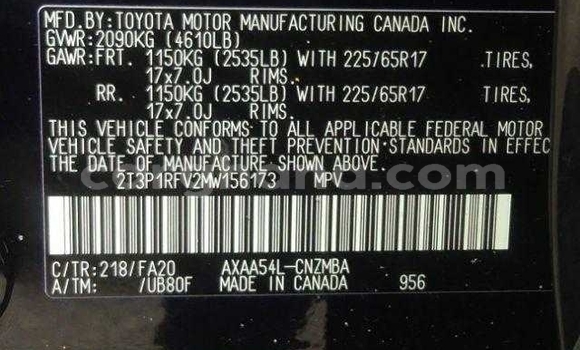 MFD.BY:TOYOTA MOTOR MANUFACTURING CANADA INC.
GVWR:2090KG (4610LB)
GAWR:FRT. 1150KG (2535LB) WITH 225/65R17 TIRES,
17x7.0J RIMS.
RR. 1150KG (2535LB) WITH 225/65R17 TIRES,
17x7.0J RIMS.
THIS VEHICLE CONFORMS TO ALL APPLICABLE FEDERAL MOTOR
VEHICLE SAFETY AND THEFT PREVENTION STANDARDS IN EFFEC
THE DATE OF MANUFACTURE SHOWN ABOVE.
2T3P1RFV2MW156173 MPV
C/TR:218/FA20 AXAA54L-CNZMBA
A/TM: /UB80F MADE IN CANADA 956